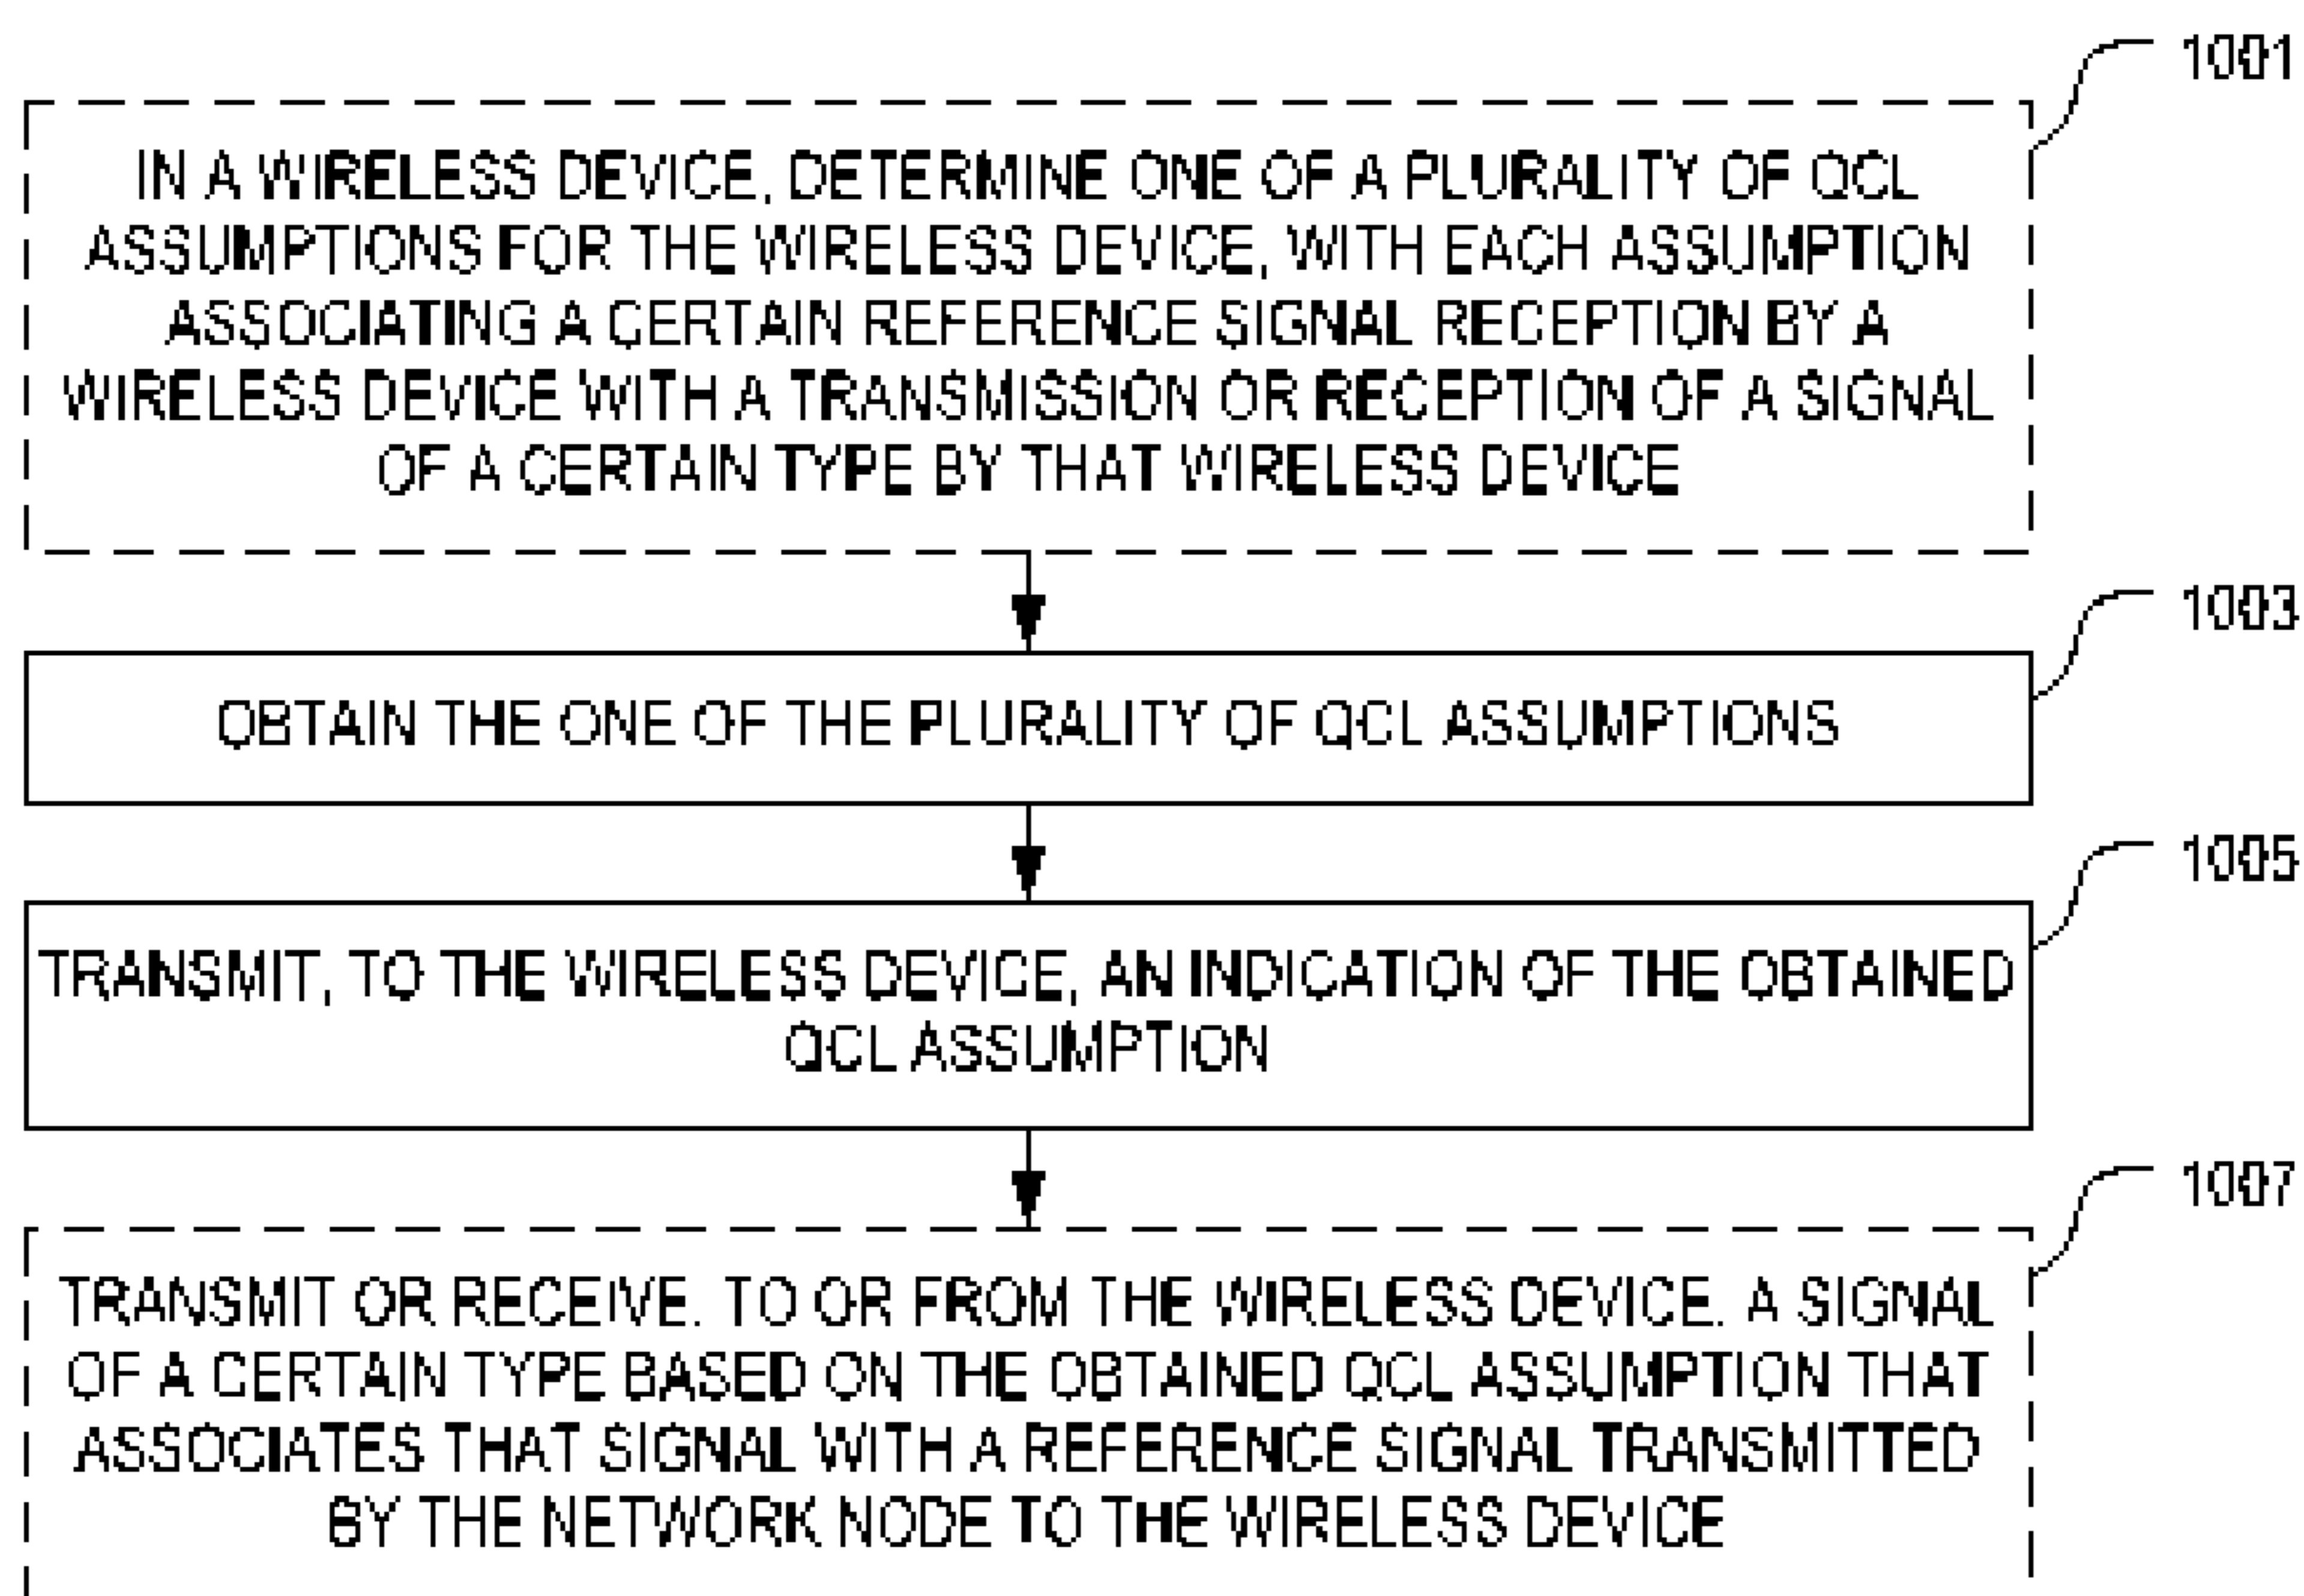 1001
IN A WIRELESS DEVICE, DETERMINE ONE OF A PLURALITY OF QCL
ASSUMPTIONS FOR THE WIRELESS DEVICE, WITH EACH ASSUMPTION
ASSOCIATING A CERTAIN REFERENCE SIGNAL RECEPTION BY A
WIRELESS DEVICE WITH A TRANSMISSION OR RECEPTION OF A SIGNAL
OF A CERTAIN TYPE BY THAT WIRELESS DEVICE
1003
OBTAIN THE ONE OF THE PLURALITY OF QCL ASSUMPTIONS
1005
TRANSMIT, TO THE WIRELESS DEVICE, AN INDICATION OF THE OBTAINED
QCL ASSUMPTION
1007
TRANSMIT OR RECEIVE, TO OR FROM THE WIRELESS DEVICE, A SIGNAL
OF A CERTAIN TYPE BASED ON THE OBTAINED QCL ASSUMPTION THAT
ASSOCIATES THAT SIGNAL WITH A REFERENCE SIGNAL TRANSMITTED
BY THE NETWORK NODE TO THE WIRELESS DEVICE